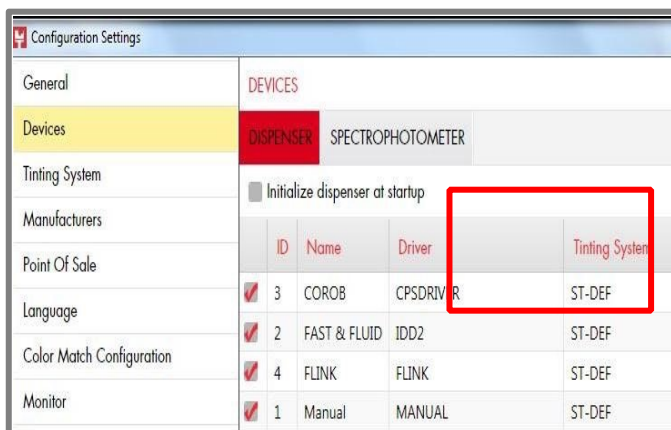 Configuration Settings
General
Devices
Tinting System
Manufacturers
Point Of Sale
Language
Color Match Configuration
Monitor
DEVICES
DISPENSER SPECTROPHOTOMETER
Initialize dispenser at startup
ID Name Driver Tinting System
3 COROB CPSDRIVER ST-DEF
2 FAST & FLUID IDD2 ST-DEF
4 FLINK FLINK ST-DEF
1 Manual MANUAL ST-DEF